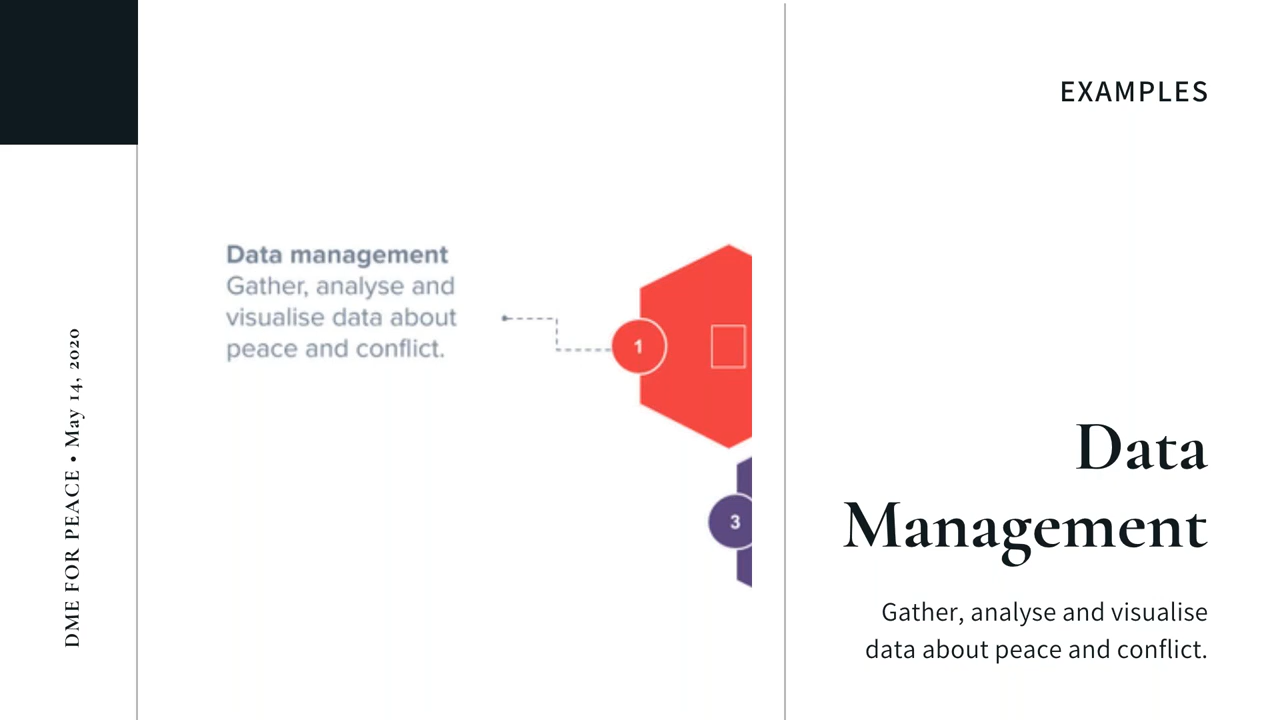 DME FOR PEACE • May 14, 2020
Data management
Gather, analyse and
visualise data about
peace and conflict.
1
3
EXAMPLES
Data
Management
Gather, analyse and visualise
data about peace and conflict.